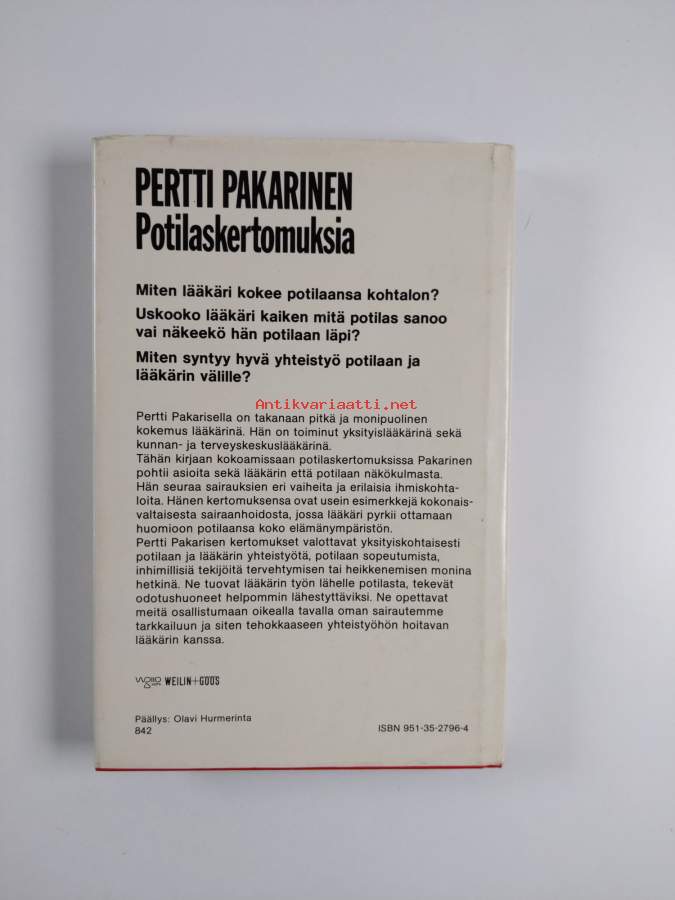 PERTTI PAKARINEN
Potilaskertomuksia
Miten lääkäri kokee potilaansa kohtalon?
Uskooko lääkäri kaiken mitä potilas sanoo
vai näkeekö hän potilaan läpi?
Miten syntyy hyvä yhteistyö potilaan ja
lääkärin välille?
Antikvariaatti.net
Pertti Pakarisella on takanaan pitkä ja monipuolinen
kokemus lääkärinä. Hän on toiminut yksityislääkärinä sekä
kunnan- ja terveyskeskuslääkärinä.
Tähän kirjaan kokoamissaan potilaskertomuksissa Pakarinen
pohtii asioita sekä lääkärin että potilaan näkökulmasta.
Hän seuraa sairauksien eri vaiheita ja erilaisia ihmiskohta-
loita. Hänen kertomuksensa ovat usein esimerkkejä kokonais-
valtaisesta sairaanhoidosta, jossa lääkäri pyrkii ottamaan
huomioon potilaansa koko elämänympäristön.
Pertti Pakarisen kertomukset valottavat yksityiskohtaisesti
potilaan ja lääkärin yhteistyötä, potilaan sopeutumista,
inhimillisiä tekijöitä tervehtymisen tai heikkenemisen monina
hetkinä. Ne tuovat lääkärin työn lähelle potilasta, tekevät
odotushuoneet helpommin lähestyttäviksi. Ne opettavat
meitä osallistumaan oikealla tavalla oman sairautemme
tarkkailuun ja siten tehokkaaseen yhteistyöhön hoitavan
lääkärin kanssa.
WEILIN+GÖÖS
Päällys: Olavi Hurmerinta
842
ISBN 951-35-2796-4